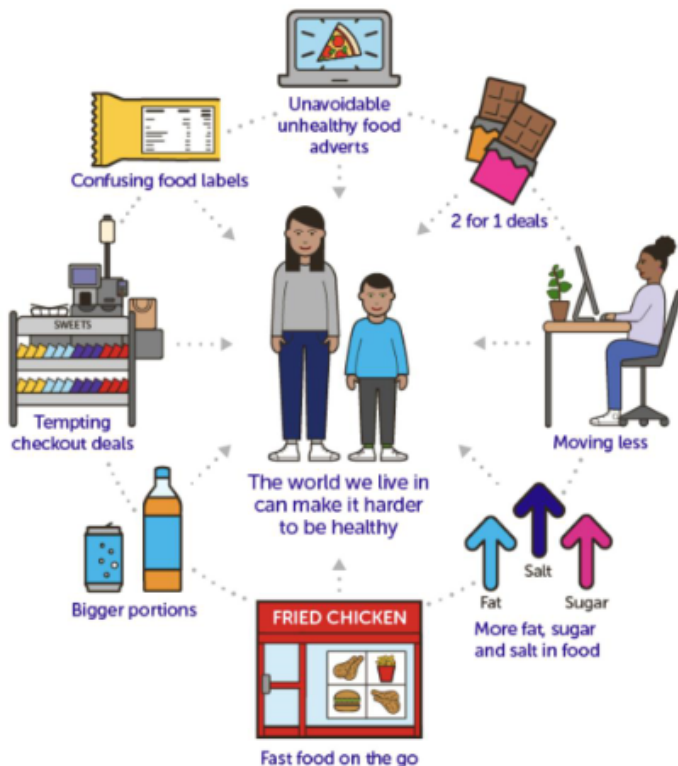 Unavoidable
unhealthy food
adverts
Confusing food labels
2 for 1 deals
SWEETS
Tempting
checkout deals
Moving less
The world we live in
can make it harder
to be healthy
Bigger portions
Fat
Salt
Sugar
More fat, sugar
and salt in food
FRIED CHICKEN
Fast food on the go